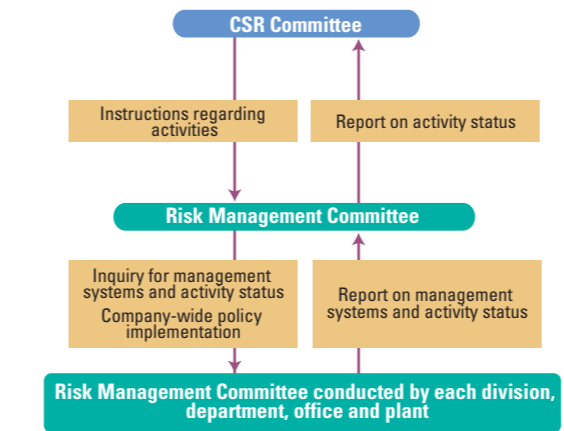 CSR Committee
Instructions regarding
activities
Report on activity status
Risk Management Committee
Inquiry for management
systems and activity status
Company-wide policy
implementation
Report on management
systems and activity status
Risk Management Committee conducted by each division,
department, office and plant